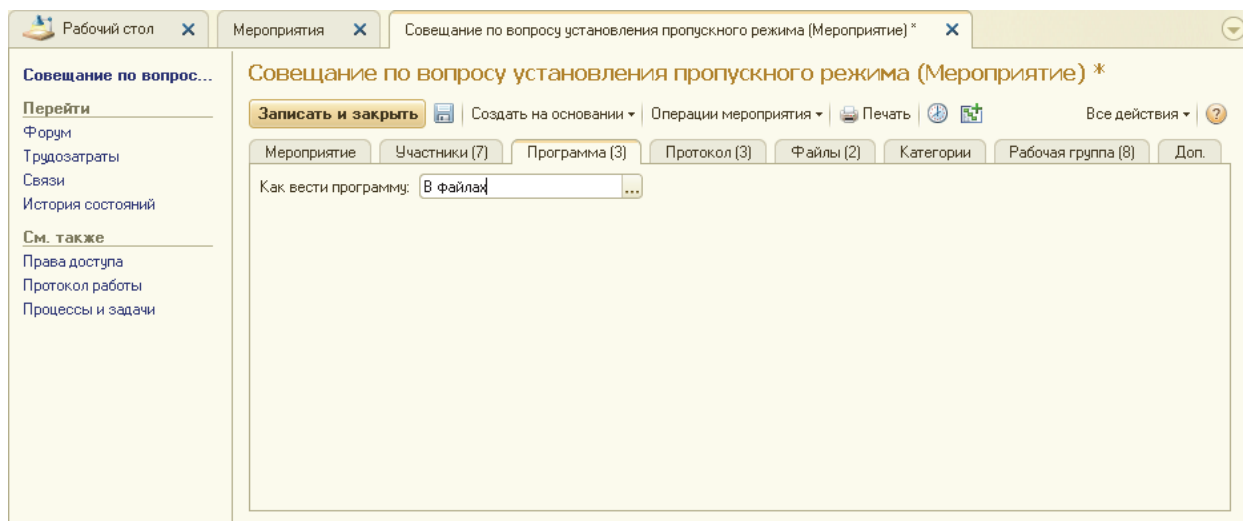 Рабочий стол
Мероприятия
Совещание по вопросу установления пропускного режима (Мероприятие) *
Совещание по вопрос...
Перейти
Форум
Трудозатраты
Связи
История состояний
См. также
Права доступа
Протокол работы
Процессы и задачи
Совещание по вопросу установления пропускного режима (Мероприятие) *
Записать и закрыть Создать на основании Операции мероприятия Печать Все действия ?
Мероприятие Участники (7) Программа (3) Протокол (3) Файлы (2) Категории Рабочая группа (8) Доп.
Как вести программу: В файлах ...